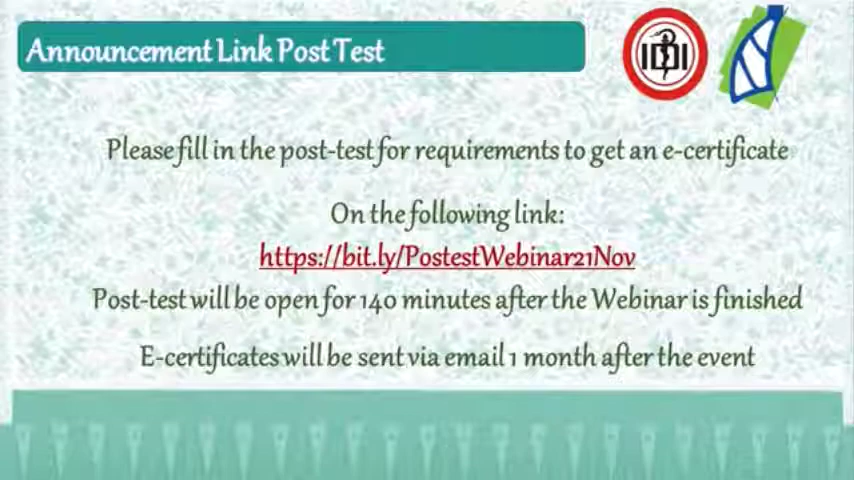 Announcement Link Post Test
IDI
Please fill in the post-test for requirements to get an e-certificate
On the following link:
https://bit.ly/PostestWebinar21Nov
Post-test will be open for 140 minutes after the Webinar is finished
E-certificates will be sent via email 1 month after the event